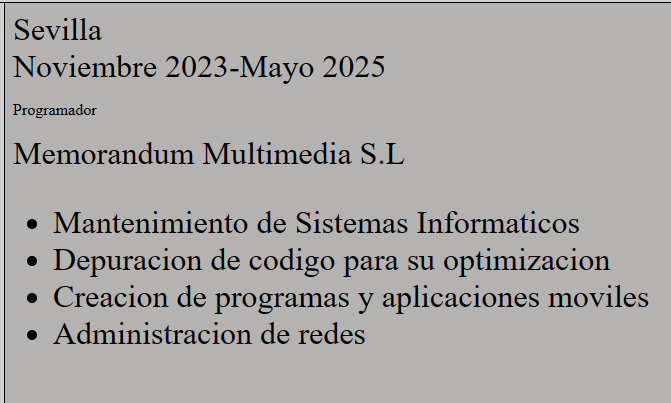 Sevilla
Noviembre 2023-Mayo 2025
Programador
Memorandum Multimedia S.L
• Mantenimiento de Sistemas Informaticos
• Depuracion de codigo para su optimizacion
• Creacion de programas y aplicaciones moviles
• Administracion de redes